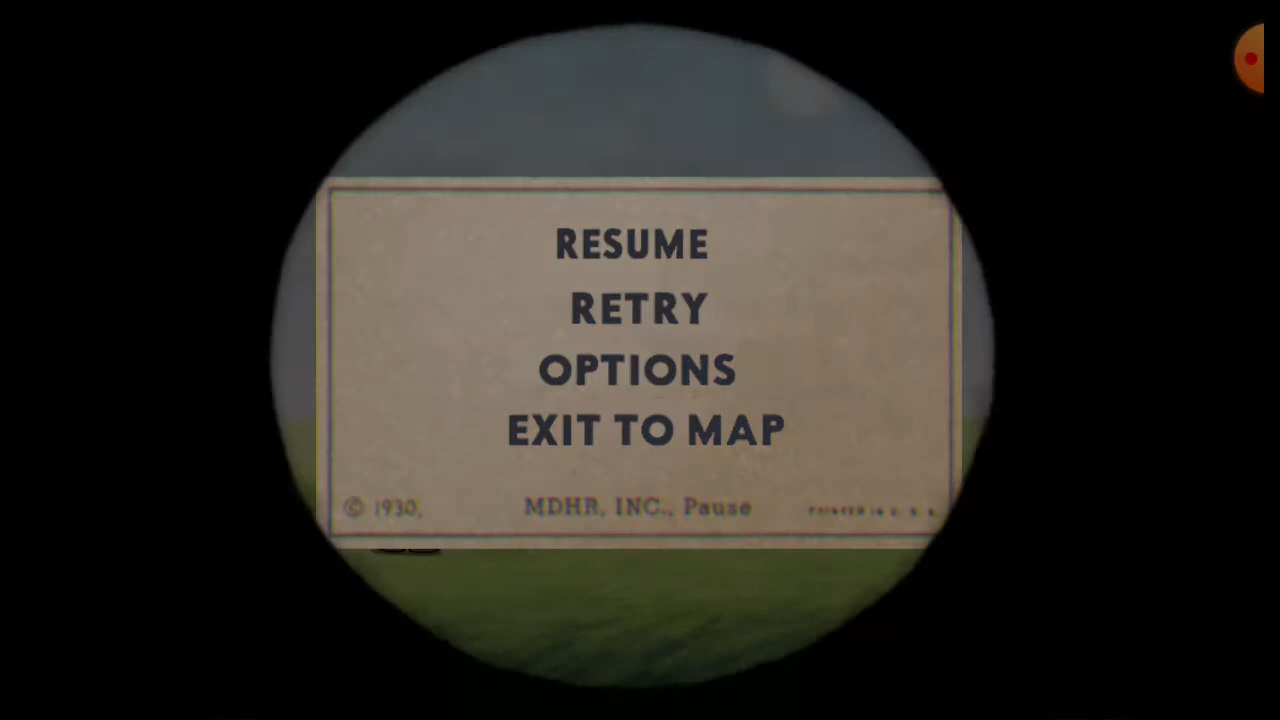 RESUME
RETRY
OPTIONS
EXIT TO MAP
© 1930, MDHR, INC., Pause